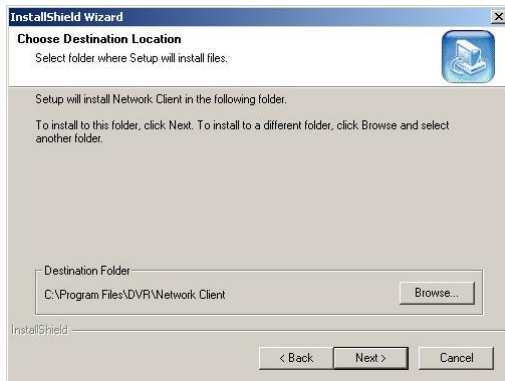 InstallShield Wizard
Choose Destination Location
Select folder where Setup will install files.
Setup will install Network Client in the following folder.
To install to this folder, click Next. To install to a different folder, click Browse and select
another folder.
Destination Folder
C:\Program Files\DVR\Network Client
Browse...
InstallShield
< Back
Next >
Cancel